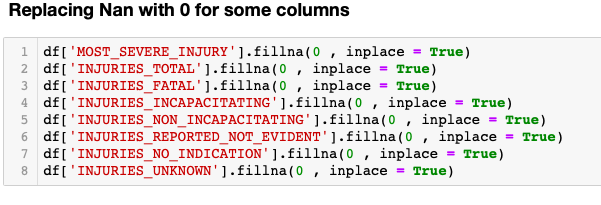 Replacing Nan with 0 for some columns
1 df['MOST_SEVERE_INJURY'].fillna(0 , inplace = True)
2 df['INJURIES_TOTAL'].fillna(0 , inplace = True)
3 df['INJURIES_FATAL'].fillna(0 , inplace = True)
4 df['INJURIES_INCAPACITATING'].fillna(0 , inplace = True)
5 df['INJURIES_NON_INCAPACITATING'].fillna(0 , inplace = True)
6 df['INJURIES_REPORTED_NOT_EVIDENT'].fillna(0 , inplace = True)
7 df['INJURIES_NO_INDICATION'].fillna(0 , inplace = True)
8 df['INJURIES_UNKNOWN'].fillna(0 , inplace = True)